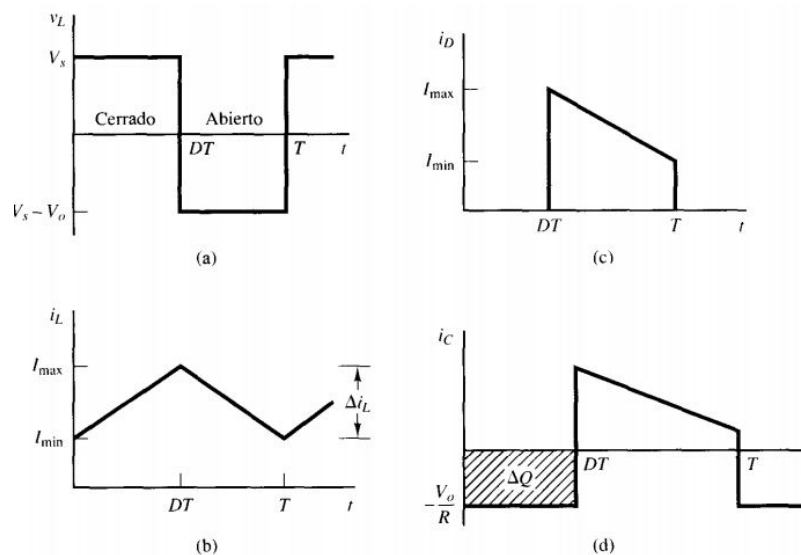 v_L
V_s
Cerrado
Abierto
DT
T
t
V_s – V_o
(a)
i_D
I_max
I_min
DT
T
t
(c)
i_L
I_max
I_min
Δi_L
DT
T
t
(b)
i_C
ΔQ
DT
T
–V_o/R
(d)